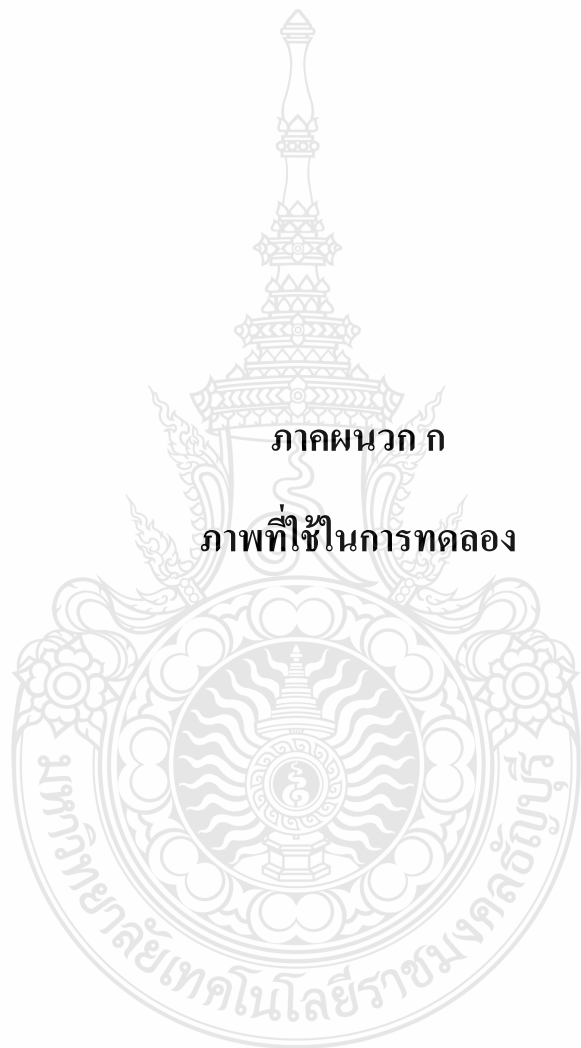 ภาคผนวก ก
ภาพที่ใช้ในการทดลอง
มหาวิทยาลัยเทคโนโลยีราชมงคลธัญบุรี